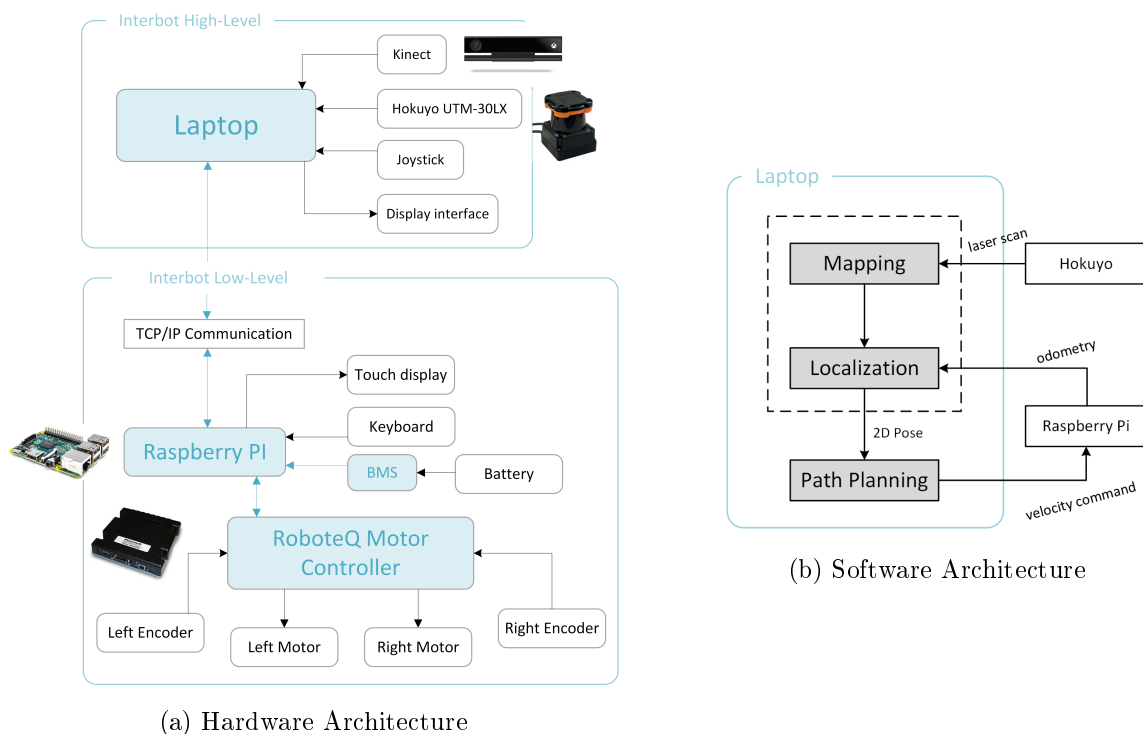 Interbot High-Level
Kinect
Laptop
Hokuyo UTM-30LX
Joystick
Display interface
Interbot Low-Level
TCP/IP Communication
Touch display
Keyboard
Raspberry PI
BMS
Battery
RoboteQ Motor
Controller
Left Encoder
Left Motor
Right Motor
Right Encoder
(a) Hardware Architecture
Laptop
laser scan
Mapping
Hokuyo
Localization
odometry
2D Pose
Raspberry Pi
Path Planning
velocity command
(b) Software Architecture